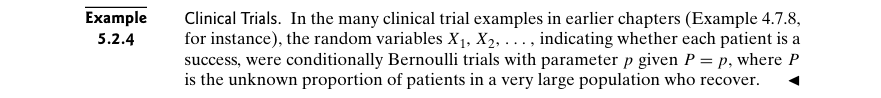 Example Clinical Trials. In the many clinical trial examples in earlier chapters (Example 4.7.8,
5.2.4 for instance), the random variables X₁, X₂, . . . , indicating whether each patient is a
success, were conditionally Bernoulli trials with parameter p given P = p, where P
is the unknown proportion of patients in a very large population who recover. ◄